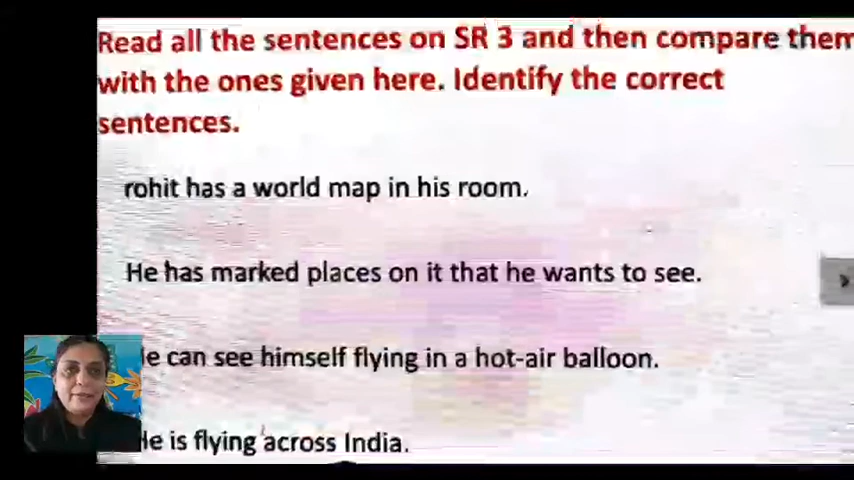 Read all the sentences on SR 3 and then compare them
with the ones given here. Identify the correct
sentences.
rohit has a world map in his room.
He has marked places on it that he wants to see.
He can see himself flying in a hot-air balloon.
He is flying across India.